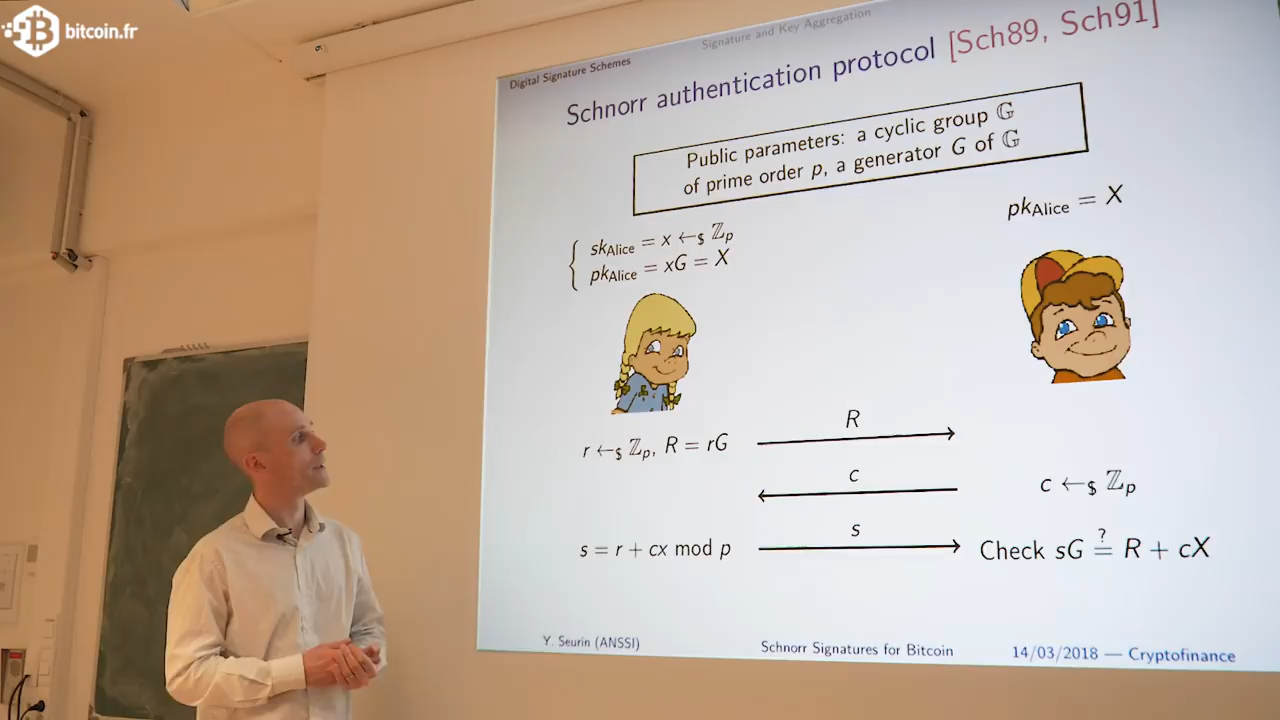 bitcoin.fr
Digital Signature Schemes
Signature and Key Aggregation
Schnorr authentication protocol [Sch89, Sch91]
Public parameters: a cyclic group 𝔾
of prime order p, a generator G of 𝔾
pk_Alice = X
{ sk_Alice = x ←$ ℤ_p
pk_Alice = xG = X
r ←$ ℤ_p, R = rG
R
c
c ←$ ℤ_p
s = r + cx mod p
s
Check sG ≟ R + cX
Y. Seurin (ANSSI)
Schnorr Signatures for Bitcoin
14/03/2018 — Cryptofinance